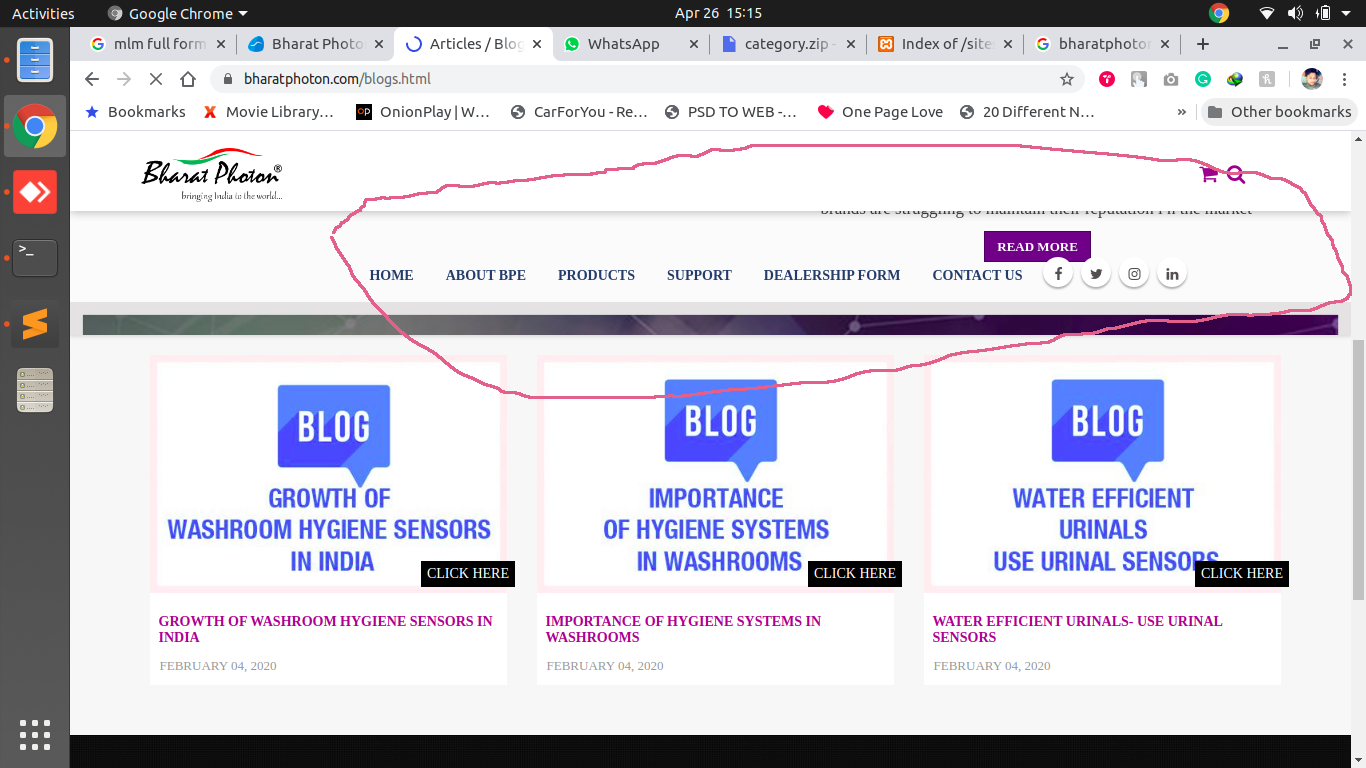 Activities Google Chrome Apr 26 15:15
mlm full form Bharat Photo Articles / Blog WhatsApp category.zip - Index of /site bharatphoton
bharatphoton.com/blogs.html
Bookmarks Movie Library… OnionPlay | W… CarForYou - Re… PSD TO WEB -… One Page Love 20 Different N… » Other bookmarks
Bharat Photon®
bringing India to the world...
brands are struggling to maintain their reputation I n the market
READ MORE
HOME ABOUT BPE PRODUCTS SUPPORT DEALERSHIP FORM CONTACT US
BLOG
GROWTH OF
WASHROOM HYGIENE SENSORS
IN INDIA
CLICK HERE
GROWTH OF WASHROOM HYGIENE SENSORS IN
INDIA
FEBRUARY 04, 2020
BLOG
IMPORTANCE
OF HYGIENE SYSTEMS
IN WASHROOMS
CLICK HERE
IMPORTANCE OF HYGIENE SYSTEMS IN
WASHROOMS
FEBRUARY 04, 2020
BLOG
WATER EFFICIENT
URINALS
USE URINAL SENSORS
CLICK HERE
WATER EFFICIENT URINALS- USE URINAL
SENSORS
FEBRUARY 04, 2020